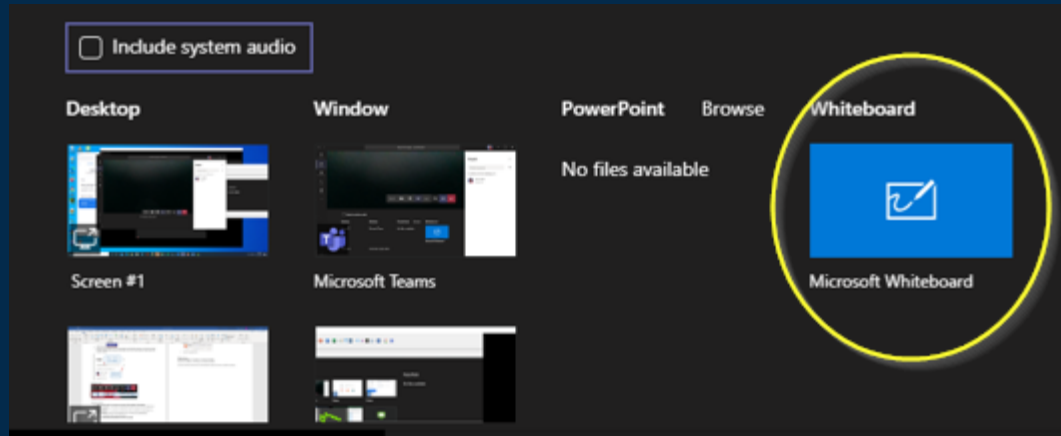 Include system audio
Desktop
Window
PowerPoint
Browse
Whiteboard
No files available
Screen #1
Microsoft Teams
Microsoft Whiteboard